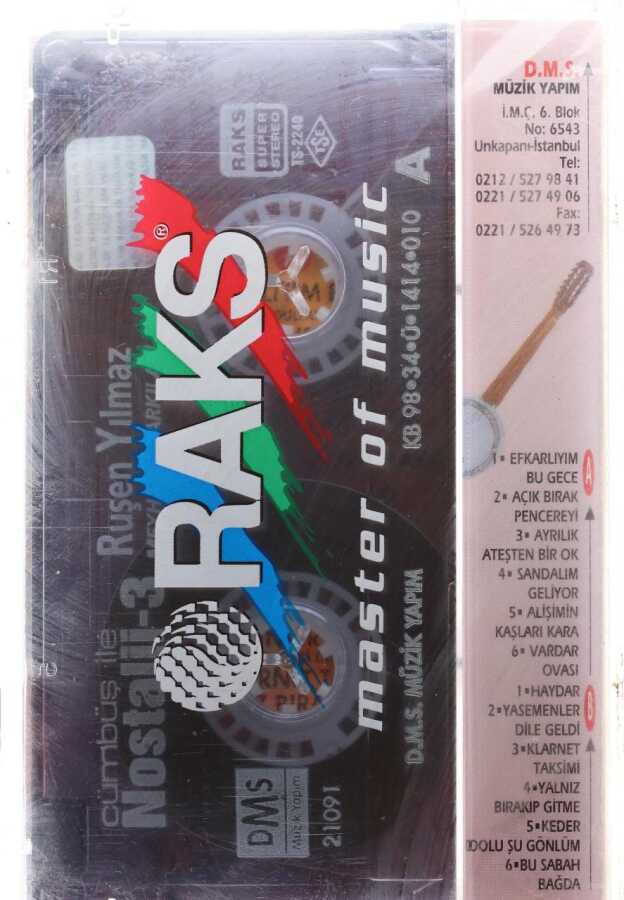 D.M.S.
MÜZİK YAPIM
İ.M.Ç. 6. Blok
No: 6543
Unkapanı-İstanbul
Tel:
0212 / 527 98 41
0221 / 527 49 06
Fax:
0221 / 526 49 73
A
1▪ EFKARLIYIM
BU GECE
2▪ AÇIK BIRAK
PENCEREYİ
3▪ AYRILIK
ATEŞTEN BİR OK
4▪ SANDALIM
GELİYOR
5▪ ALİŞİMİN
KAŞLARI KARA
6▪ VARDAR
OVASI
B
1▪HAYDAR
2▪YASEMENLER
DİLE GELDİ
3▪KLARNET
TAKSİMİ
4▪YALNIZ
BIRAKIP GİTME
5▪KEDER
DOLU ŞU GÖNLÜM
6▪BU SABAH
BAĞDA
RAKS
SUPER
STEREO
TS-2240
TSE
RAKS®
master of music
A
KB 98•34•Ü•1414•010
D.M.S. MÜZİK YAPIM
Ruşen Yılmaz
cümbüş ile
Nostalji-3
DMS
Müzik Yapım
21091